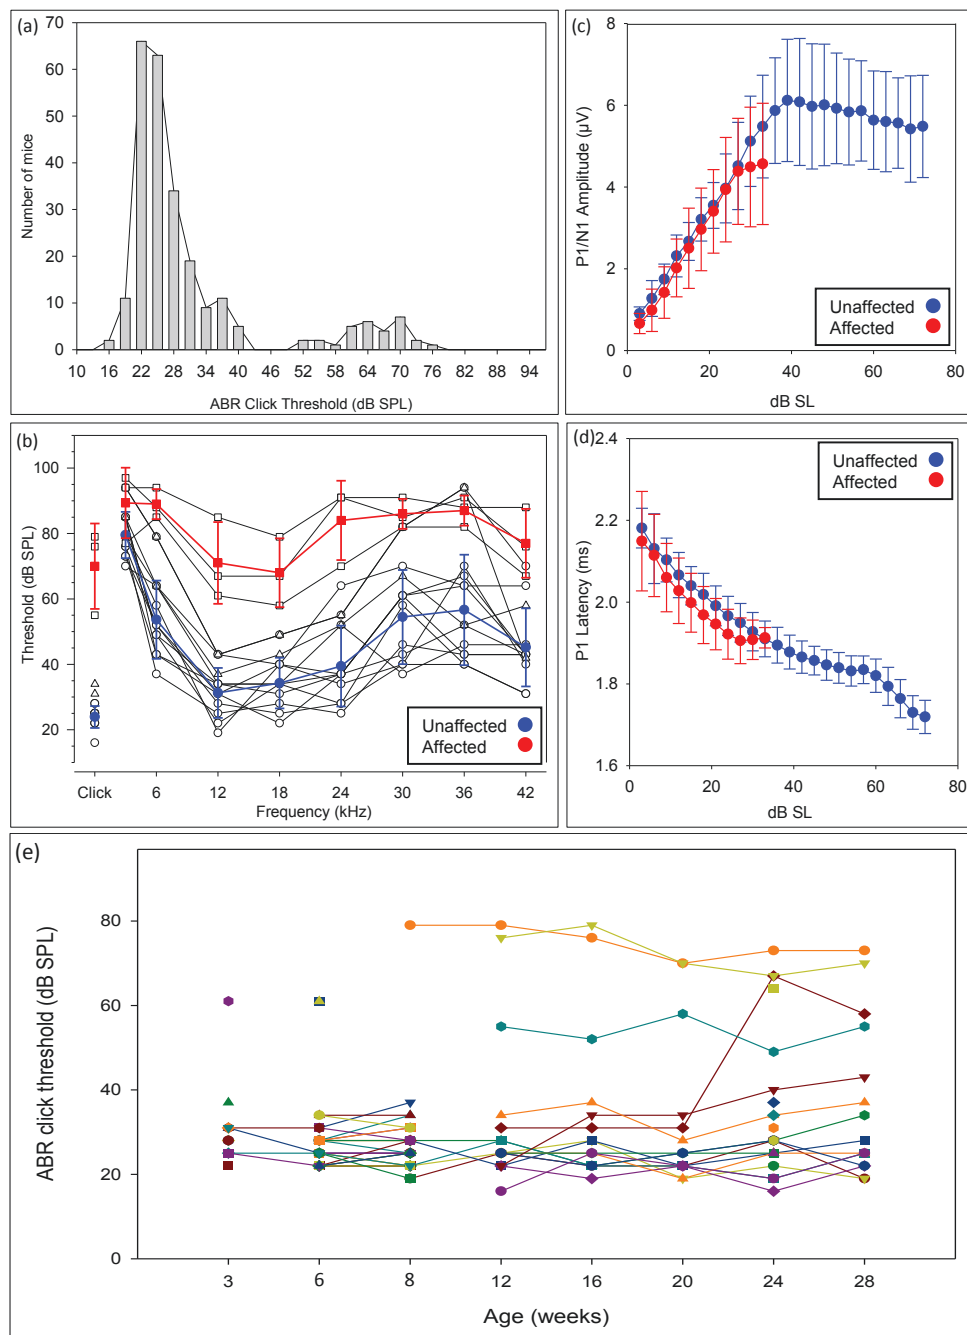 (a)
70
60
50
40
30
20
10
0
Number of mice
10 16 22 28 34 40 46 52 58 64 70 76 82 88 94
ABR Click Threshold (dB SPL)
(c)
8
6
4
2
0
P1/N1 Amplitude (µV)
Unaffected
Affected
0 20 40 60 80
dB SL
(b)
100
80
60
40
20
Threshold (dB SPL)
Unaffected
Affected
Click 6 12 18 24 30 36 42
Frequency (kHz)
(d)
2.4
2.2
2.0
1.8
1.6
P1 Latency (ms)
Unaffected
Affected
0 20 40 60 80
dB SL
(e)
80
60
40
20
0
ABR click threshold (dB SPL)
3 6 8 12 16 20 24 28
Age (weeks)